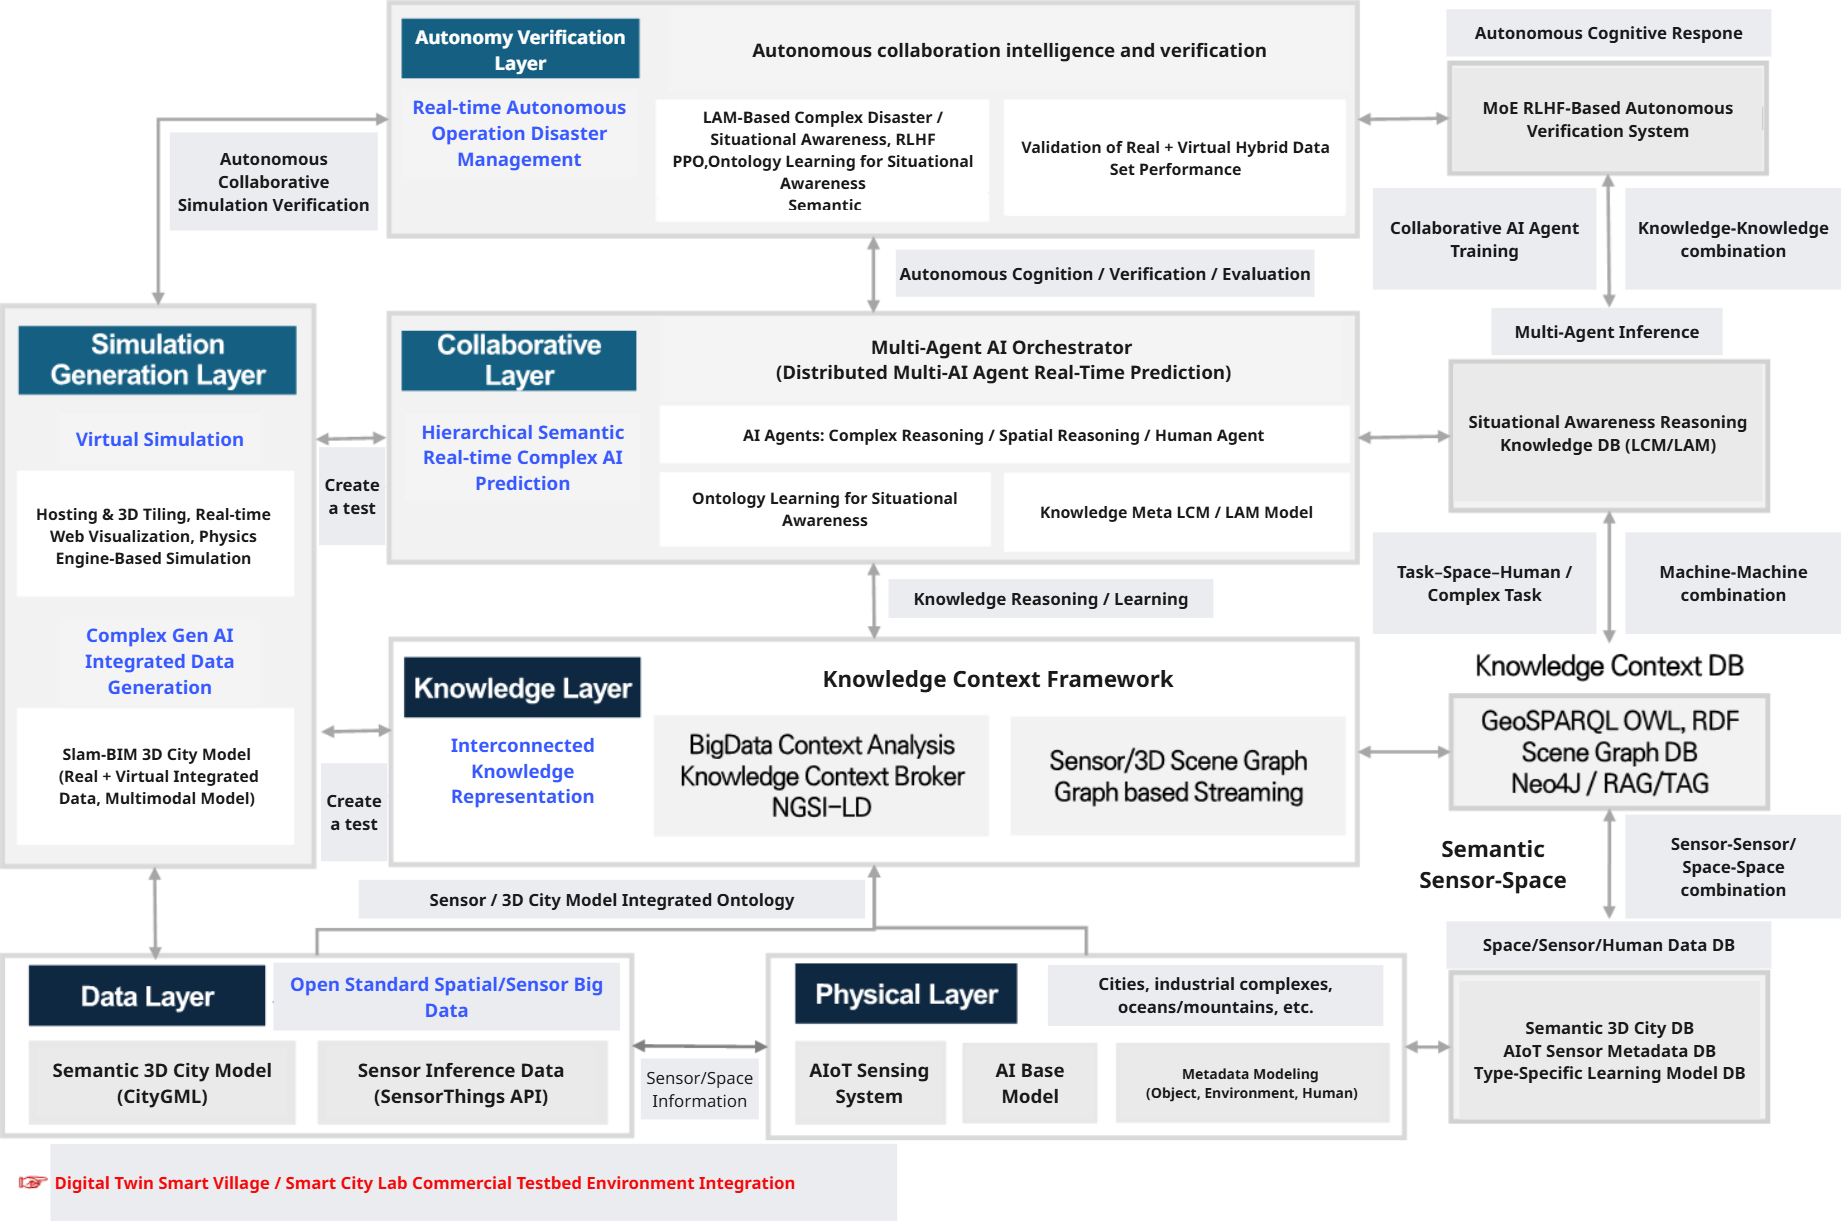 Autonomy Verification
Layer
Autonomous collaboration intelligence and verification
Real-time Autonomous
Operation Disaster
Management
LAM-Based Complex Disaster /
Situational Awareness, RLHF
PPO,Ontology Learning for Situational
Awareness
Semantic
Validation of Real + Virtual Hybrid Data
Set Performance
Autonomous Cognitive Respone
MoE RLHF-Based Autonomous
Verification System
Autonomous
Collaborative
Simulation Verification
Collaborative AI Agent
Training
Knowledge-Knowledge
combination
Autonomous Cognition / Verification / Evaluation
Multi-Agent Inference
Simulation
Generation Layer
Virtual Simulation
Hosting & 3D Tiling, Real-time
Web Visualization, Physics
Engine-Based Simulation
Complex Gen AI
Integrated Data
Generation
Slam-BIM 3D City Model
(Real + Virtual Integrated
Data, Multimodal Model)
Create
a test
Collaborative
Layer
Multi-Agent AI Orchestrator
(Distributed Multi-AI Agent Real-Time Prediction)
Hierarchical Semantic
Real-time Complex AI
Prediction
AI Agents: Complex Reasoning / Spatial Reasoning / Human Agent
Ontology Learning for Situational
Awareness
Knowledge Meta LCM / LAM Model
Situational Awareness Reasoning
Knowledge DB (LCM/LAM)
Task–Space–Human /
Complex Task
Machine-Machine
combination
Knowledge Reasoning / Learning
Create
a test
Knowledge Layer
Knowledge Context Framework
Interconnected
Knowledge
Representation
BigData Context Analysis
Knowledge Context Broker
NGSI-LD
Sensor/3D Scene Graph
Graph based Streaming
Knowledge Context DB
GeoSPARQL OWL, RDF
Scene Graph DB
Neo4J / RAG/TAG
Semantic
Sensor-Space
Sensor-Sensor/
Space-Space
combination
Sensor / 3D City Model Integrated Ontology
Space/Sensor/Human Data DB
Data Layer
Open Standard Spatial/Sensor Big
Data
Semantic 3D City Model
(CityGML)
Sensor Inference Data
(SensorThings API)
Sensor/Space
Information
Physical Layer
Cities, industrial complexes,
oceans/mountains, etc.
AIoT Sensing
System
AI Base
Model
Metadata Modeling
(Object, Environment, Human)
Semantic 3D City DB
AIoT Sensor Metadata DB
Type-Specific Learning Model DB
☞ Digital Twin Smart Village / Smart City Lab Commercial Testbed Environment Integration